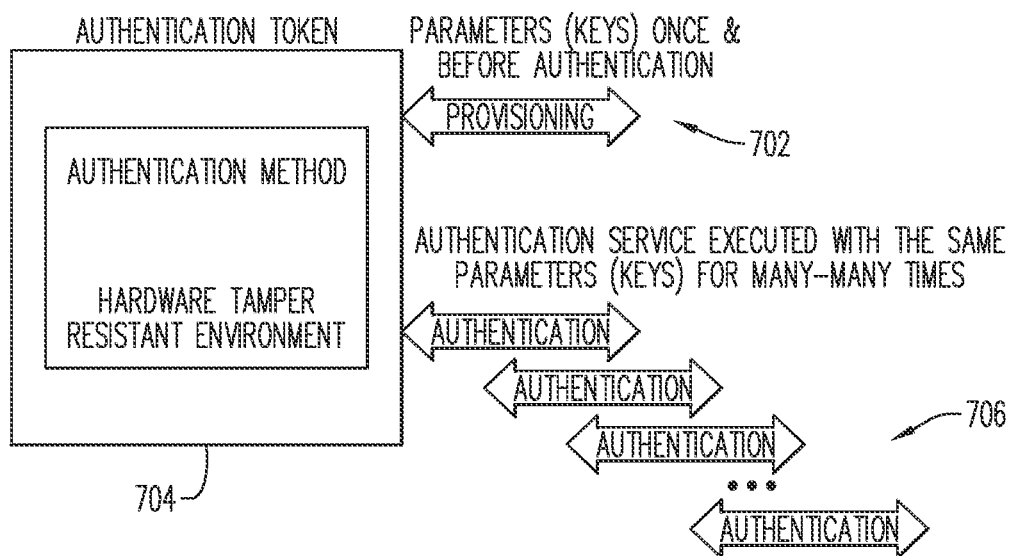 AUTHENTICATION TOKEN
PARAMETERS (KEYS) ONCE &
BEFORE AUTHENTICATION
PROVISIONING
702
AUTHENTICATION METHOD
HARDWARE TAMPER
RESISTANT ENVIRONMENT
704
AUTHENTICATION SERVICE EXECUTED WITH THE SAME
PARAMETERS (KEYS) FOR MANY-MANY TIMES
AUTHENTICATION
AUTHENTICATION
AUTHENTICATION
706
•••
AUTHENTICATION